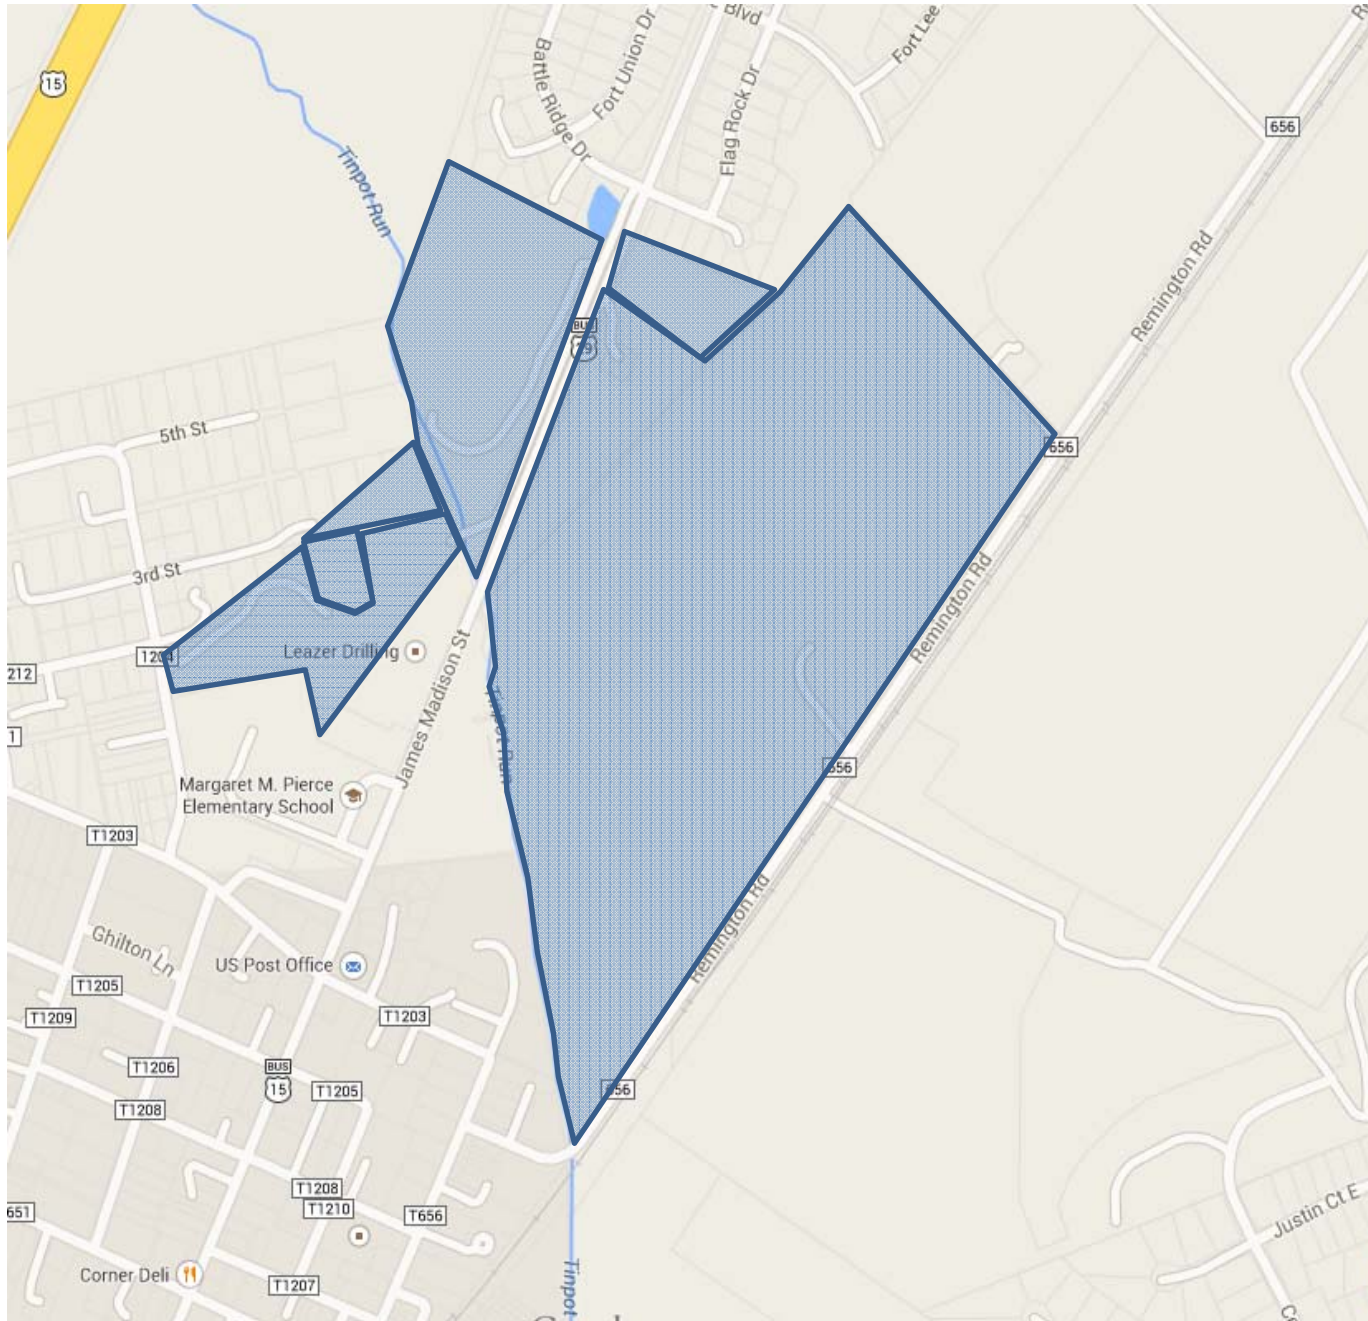 Blvd
Fort Lee
15
Battle Ridge Dr
Fort Union Dr
Flag Rock Dr
656
Tinpot Run
Remington Rd
BUS
5th St
656
3rd St
Remington Rd
1204
Leazer Drilling
212
James Madison St
Tinpot Run
1
656
Margaret M. Pierce
Elementary School
T1203
Remington Rd
Ghilton Ln
US Post Office
T1205
T1209
T1203
T1206
BUS
15
T1205
656
T1208
T1208
T1210
651
T656
Justin Ct E
Corner Deli
T1207
Tinpot